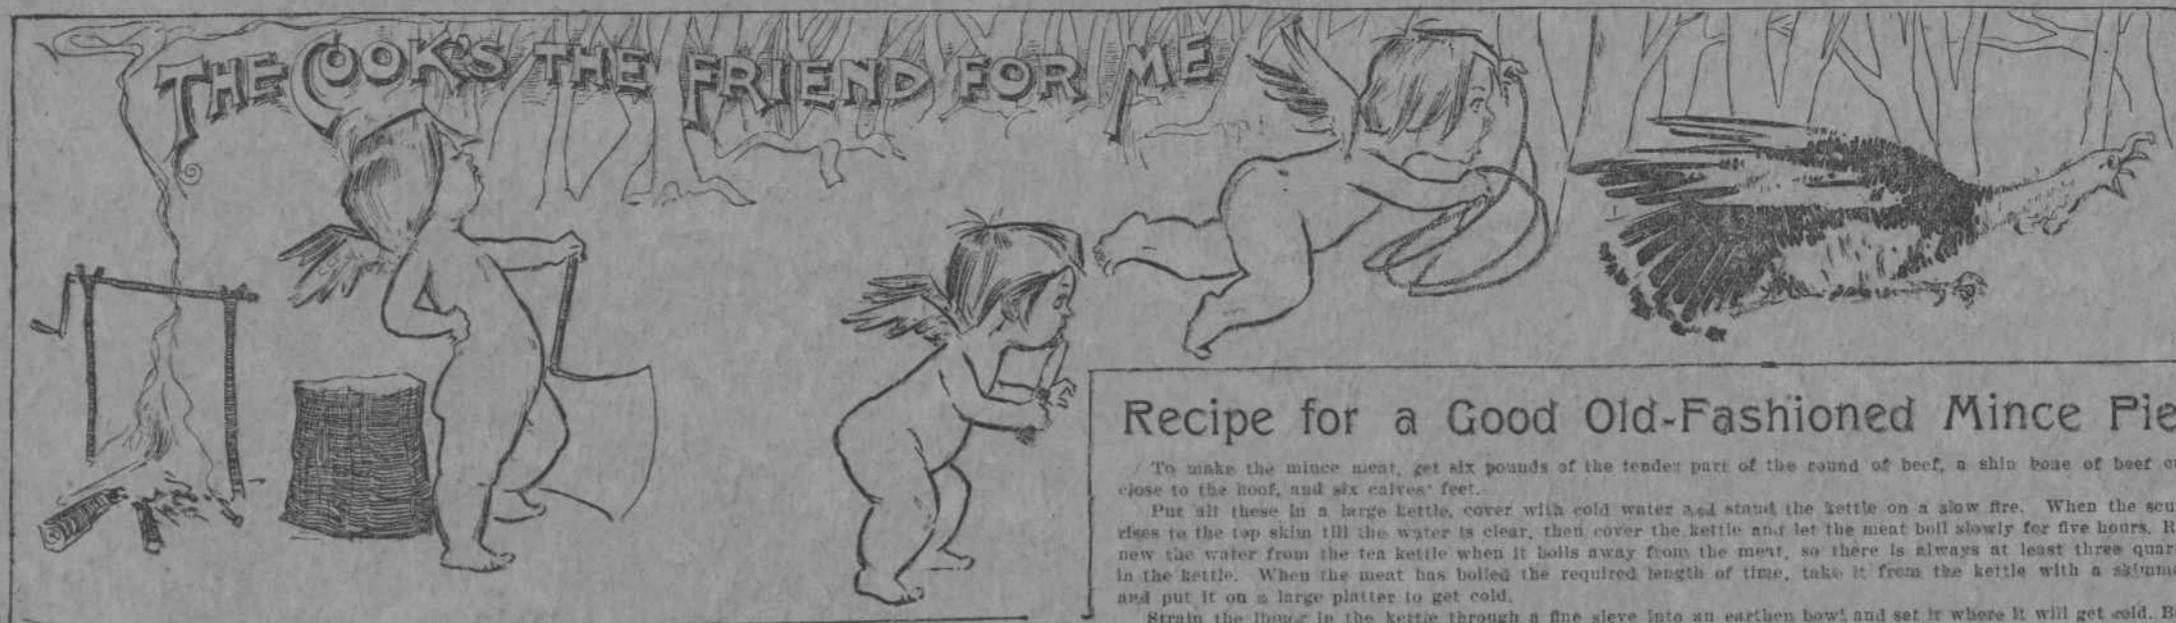 THE COOK'S THE FRIEND FOR ME
Recipe for a Good Old-Fashioned Mince Pie
To make the mince meat, get six pounds of the tender part of the round of beef, a shin bone of beef
close to the hoof, and six calves' feet.
Put all these in a large kettle, cover with cold water and stand the kettle on a slow fire. When the scu
rises to the top skim till the water is clear, then cover the kettle and let the meat boil slowly for five hours. R
new the water from the tea kettle when it boils away from the meat, so there is always at least three quar
in the kettle. When the meat has boiled the required length of time, take it from the kettle with a skimme
and put it on a large platter to get cold.
Strain the liquor in the kettle through a fine sieve into an earthen bowl and set it where it will get cold.